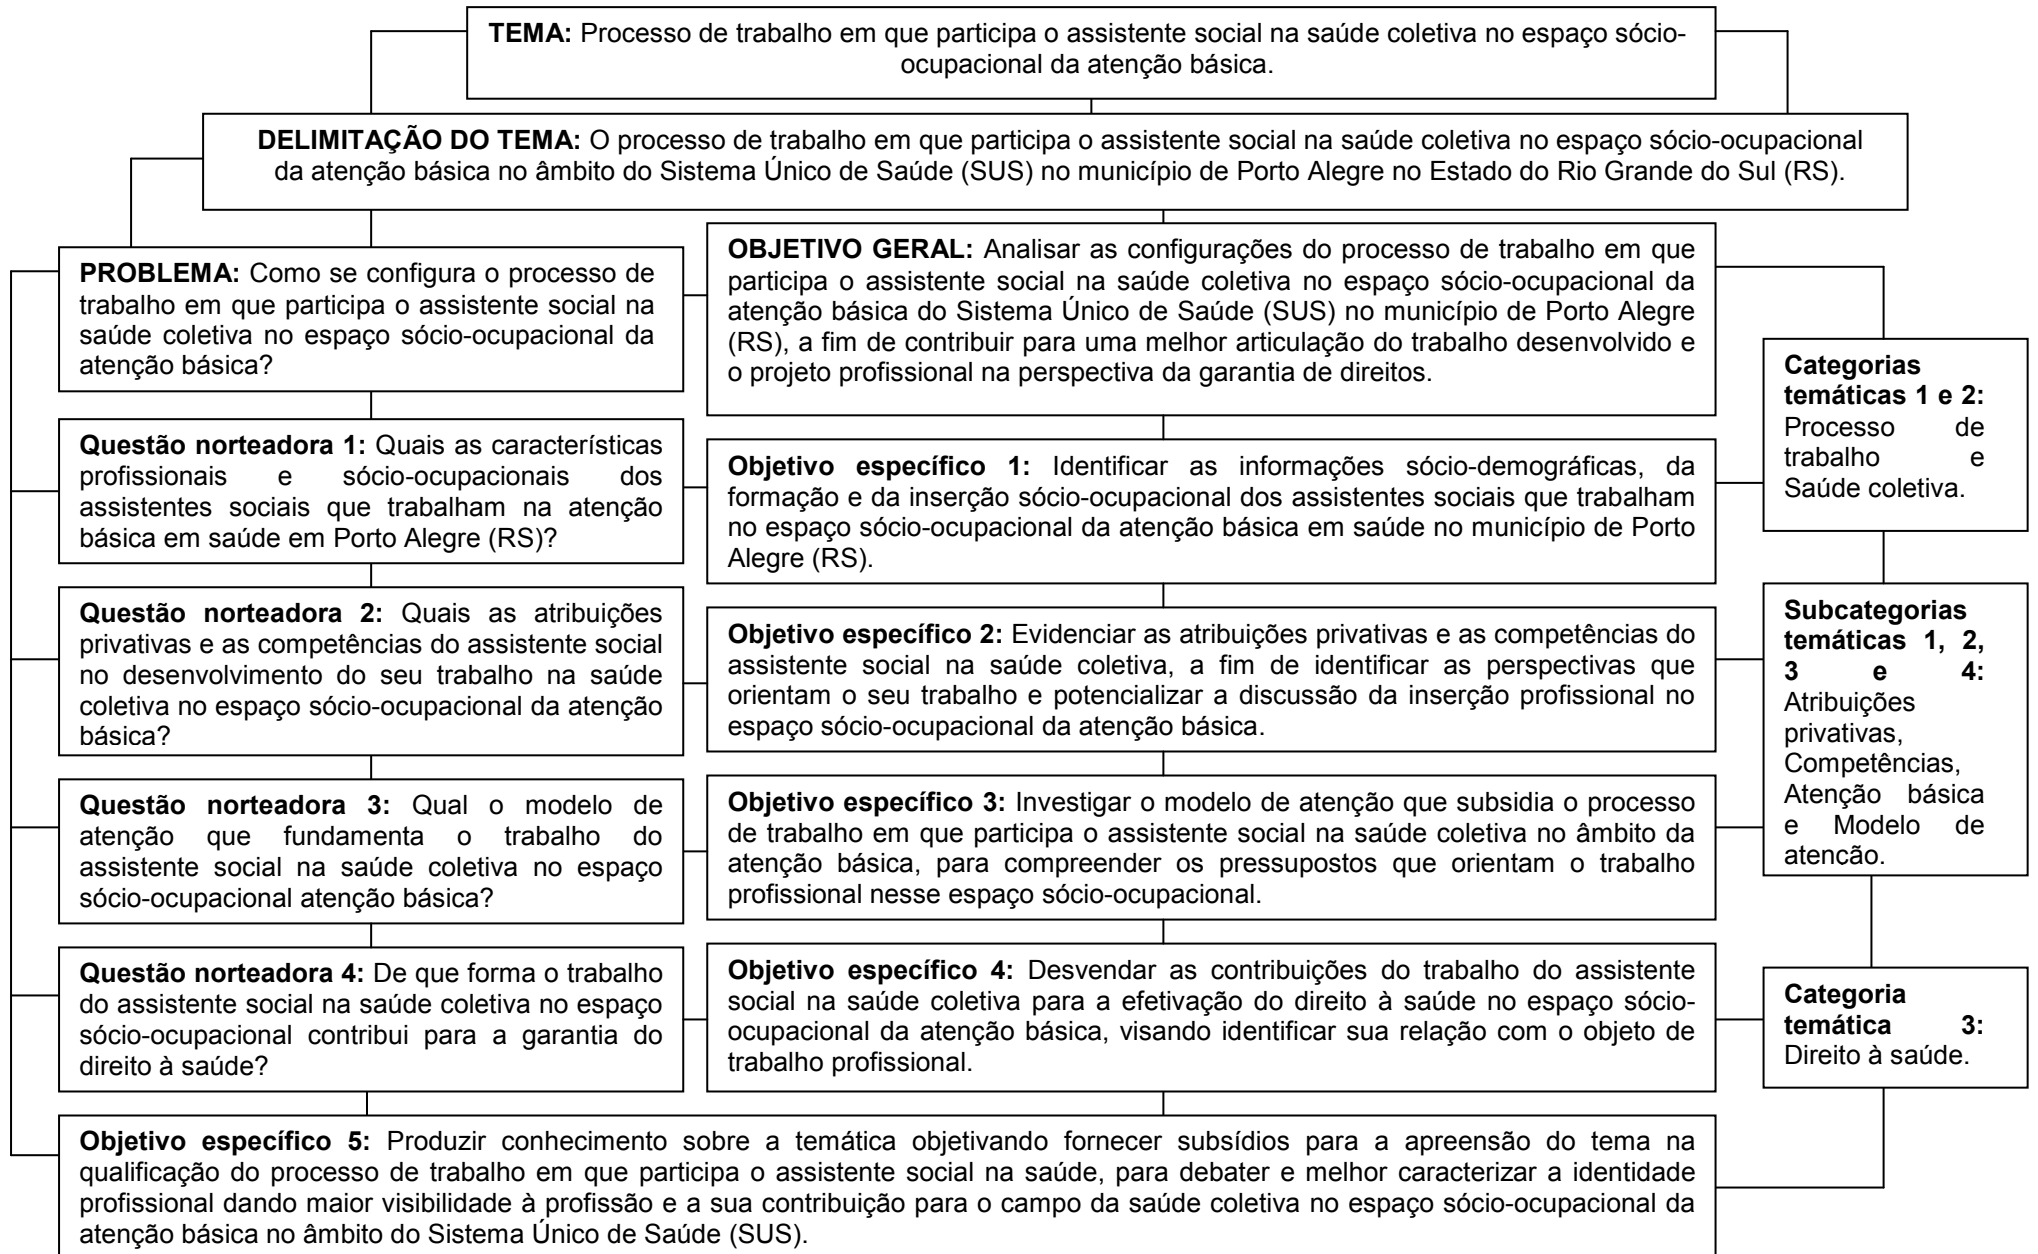 TEMA: Processo de trabalho em que participa o assistente social na saúde coletiva no espaço sócio-
ocupacional da atenção básica.
DELIMITAÇÃO DO TEMA: O processo de trabalho em que participa o assistente social na saúde coletiva no espaço sócio-ocupacional
da atenção básica no âmbito do Sistema Único de Saúde (SUS) no município de Porto Alegre no Estado do Rio Grande do Sul (RS).
PROBLEMA: Como se configura o processo de
trabalho em que participa o assistente social na
saúde coletiva no espaço sócio-ocupacional da
atenção básica?
OBJETIVO GERAL: Analisar as configurações do processo de trabalho em que
participa o assistente social na saúde coletiva no espaço sócio-ocupacional da
atenção básica do Sistema Único de Saúde (SUS) no município de Porto Alegre
(RS), a fim de contribuir para uma melhor articulação do trabalho desenvolvido e
o projeto profissional na perspectiva da garantia de direitos.
Categorias
temáticas 1 e 2:
Processo de
trabalho e
Saúde coletiva.
Questão norteadora 1: Quais as características
profissionais e sócio-ocupacionais dos
assistentes sociais que trabalham na atenção
básica em saúde em Porto Alegre (RS)?
Objetivo específico 1: Identificar as informações sócio-demográficas, da
formação e da inserção sócio-ocupacional dos assistentes sociais que trabalham
no espaço sócio-ocupacional da atenção básica em saúde no município de Porto
Alegre (RS).
Questão norteadora 2: Quais as atribuições
privativas e as competências do assistente social
no desenvolvimento do seu trabalho na saúde
coletiva no espaço sócio-ocupacional da atenção
básica?
Objetivo específico 2: Evidenciar as atribuições privativas e as competências do
assistente social na saúde coletiva, a fim de identificar as perspectivas que
orientam o seu trabalho e potencializar a discussão da inserção profissional no
espaço sócio-ocupacional da atenção básica.
Subcategorias
temáticas 1, 2,
3 e 4:
Atribuições
privativas,
Competências,
Atenção básica
e Modelo de
atenção.
Questão norteadora 3: Qual o modelo de
atenção que fundamenta o trabalho do
assistente social na saúde coletiva no espaço
sócio-ocupacional atenção básica?
Objetivo específico 3: Investigar o modelo de atenção que subsidia o processo
de trabalho em que participa o assistente social na saúde coletiva no âmbito da
atenção básica, para compreender os pressupostos que orientam o trabalho
profissional nesse espaço sócio-ocupacional.
Questão norteadora 4: De que forma o trabalho
do assistente social na saúde coletiva no espaço
sócio-ocupacional contribui para a garantia do
direito à saúde?
Objetivo específico 4: Desvendar as contribuições do trabalho do assistente
social na saúde coletiva para a efetivação do direito à saúde no espaço sócio-
ocupacional da atenção básica, visando identificar sua relação com o objeto de
trabalho profissional.
Categoria
temática 3:
Direito à saúde.
Objetivo específico 5: Produzir conhecimento sobre a temática objetivando fornecer subsídios para a apreensão do tema na
qualificação do processo de trabalho em que participa o assistente social na saúde, para debater e melhor caracterizar a identidade
profissional dando maior visibilidade à profissão e a sua contribuição para o campo da saúde coletiva no espaço sócio-ocupacional da
atenção básica no âmbito do Sistema Único de Saúde (SUS).